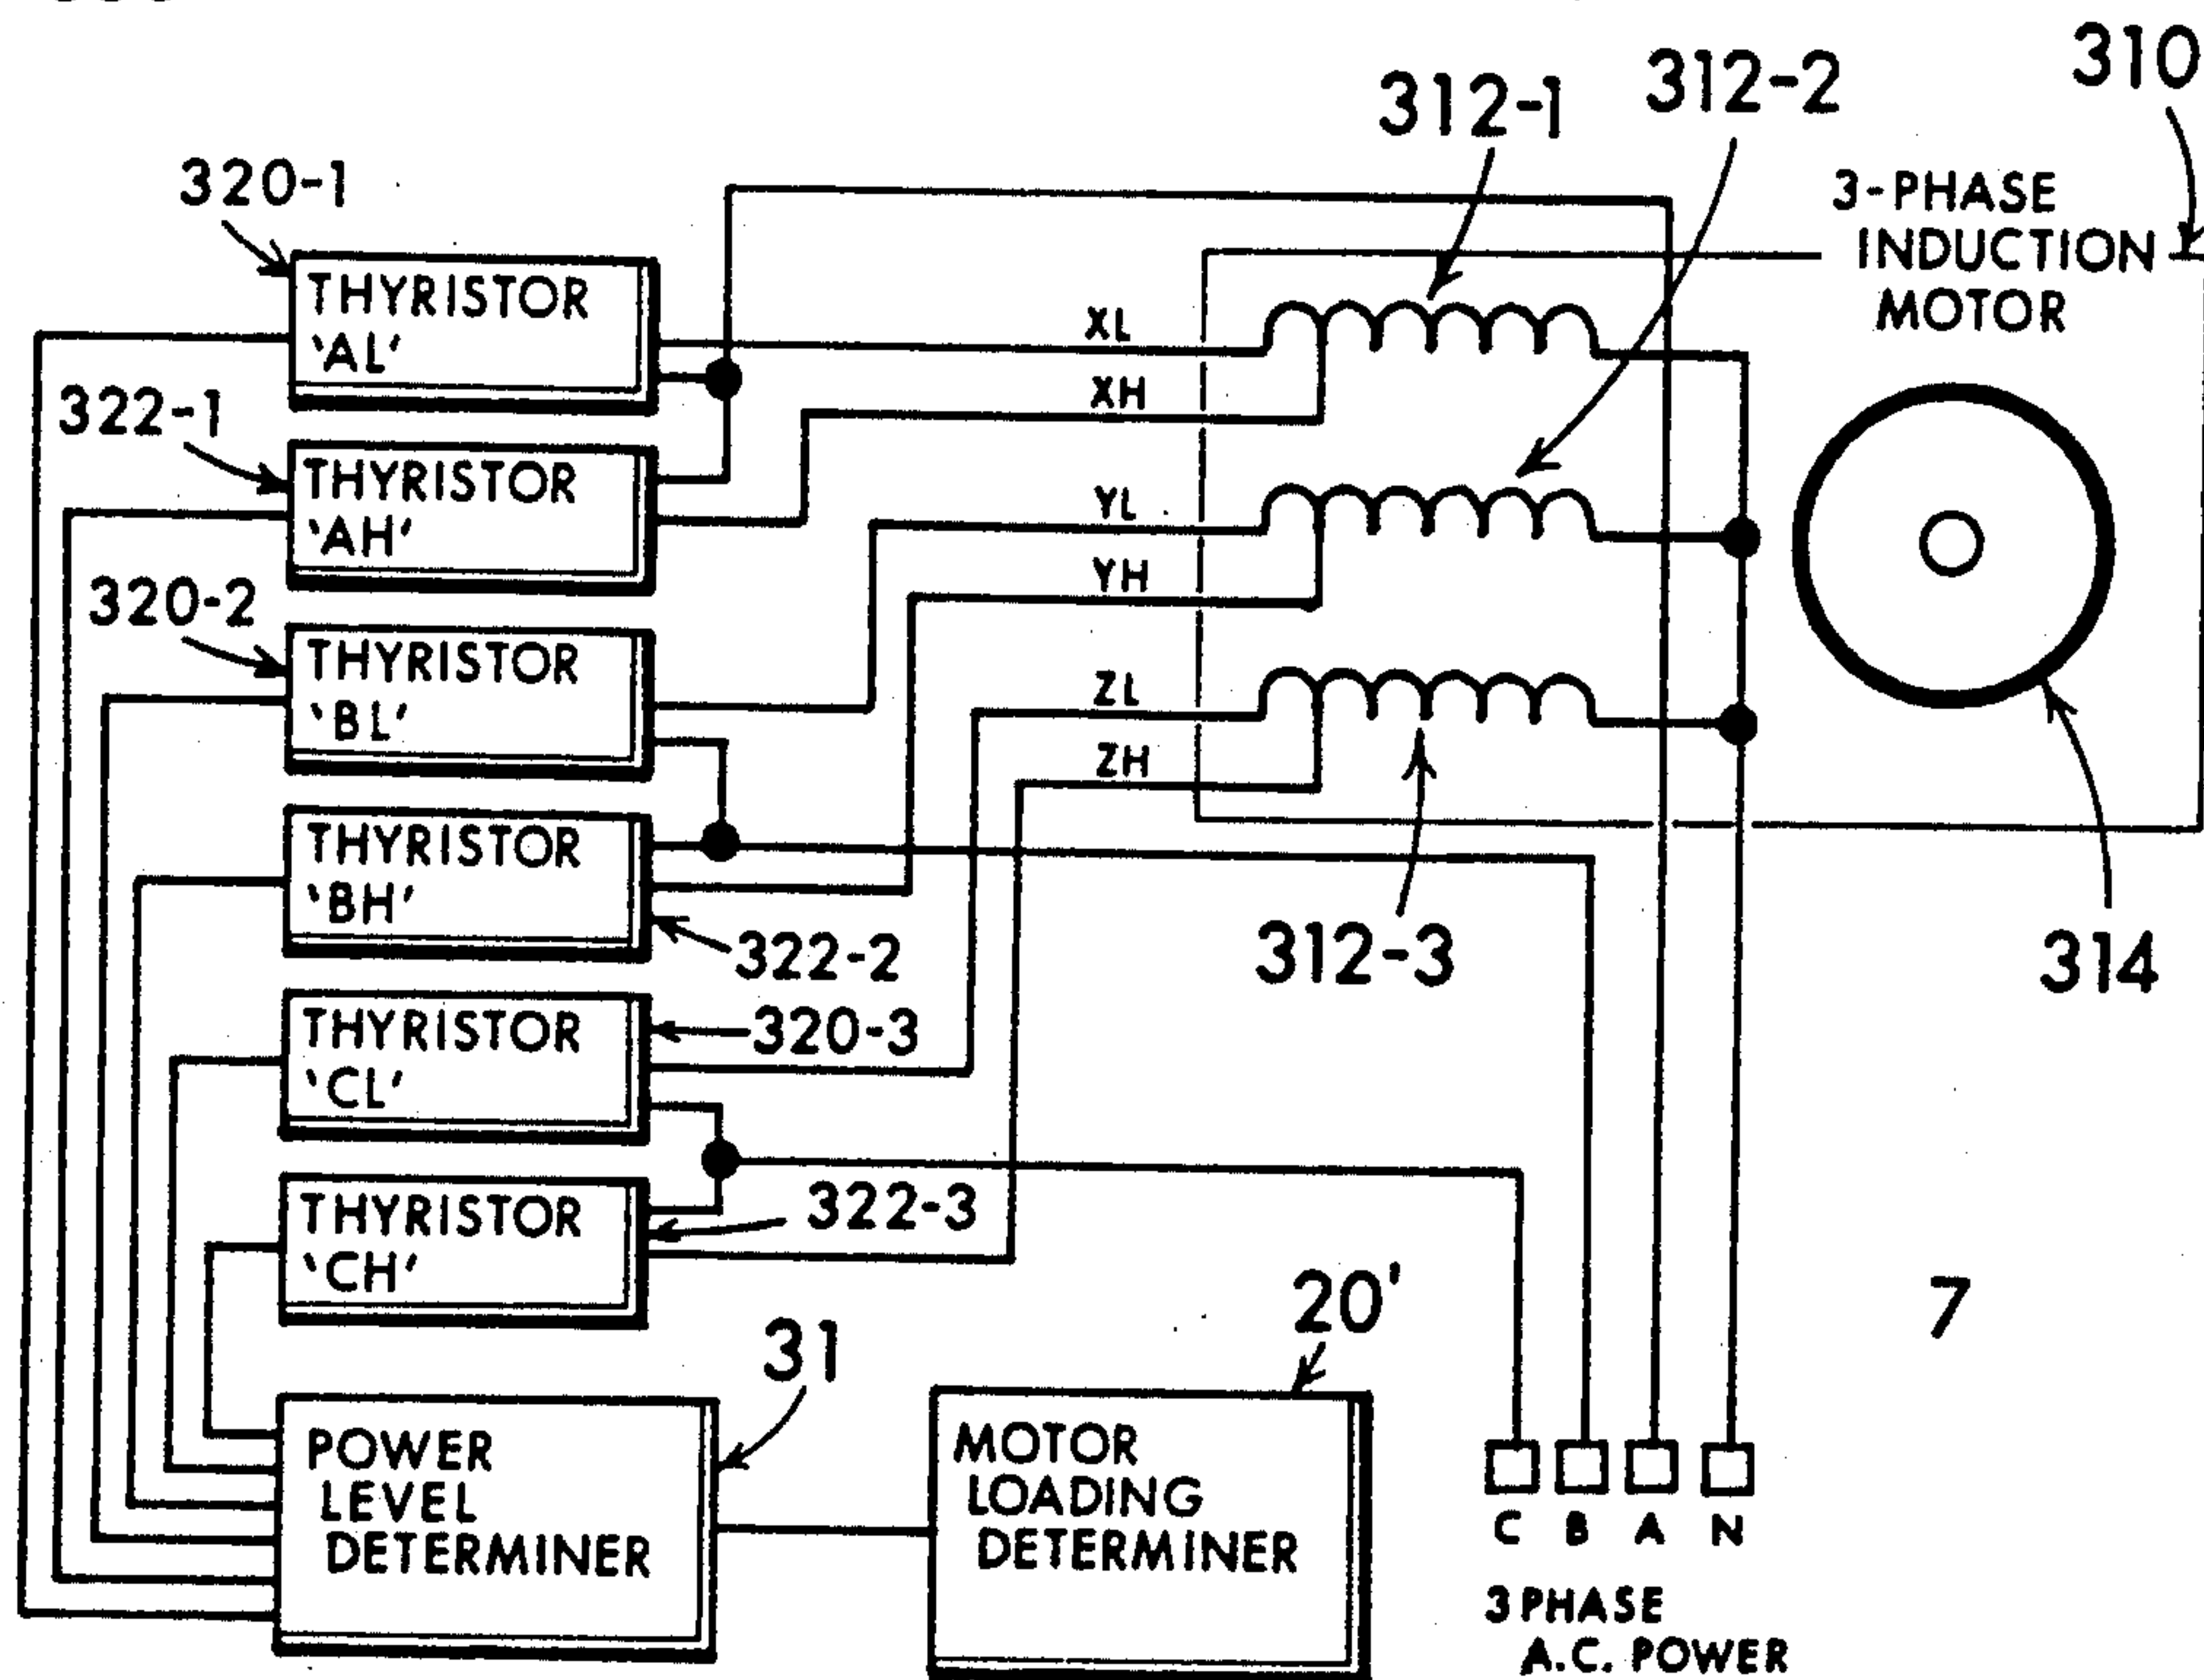 312-1
312-2
310
320-1
3-PHASE
INDUCTION
MOTOR
THYRISTOR
'AL'
XL
XH
322-1
THYRISTOR
'AH'
YL
YH
320-2
THYRISTOR
'BL'
ZL
ZH
THYRISTOR
'BH'
322-2
312-3
314
THYRISTOR
'CL'
320-3
THYRISTOR
'CH'
322-3
20'
7
31
POWER
LEVEL
DETERMINER
MOTOR
LOADING
DETERMINER
C B A N
3 PHASE
A.C. POWER